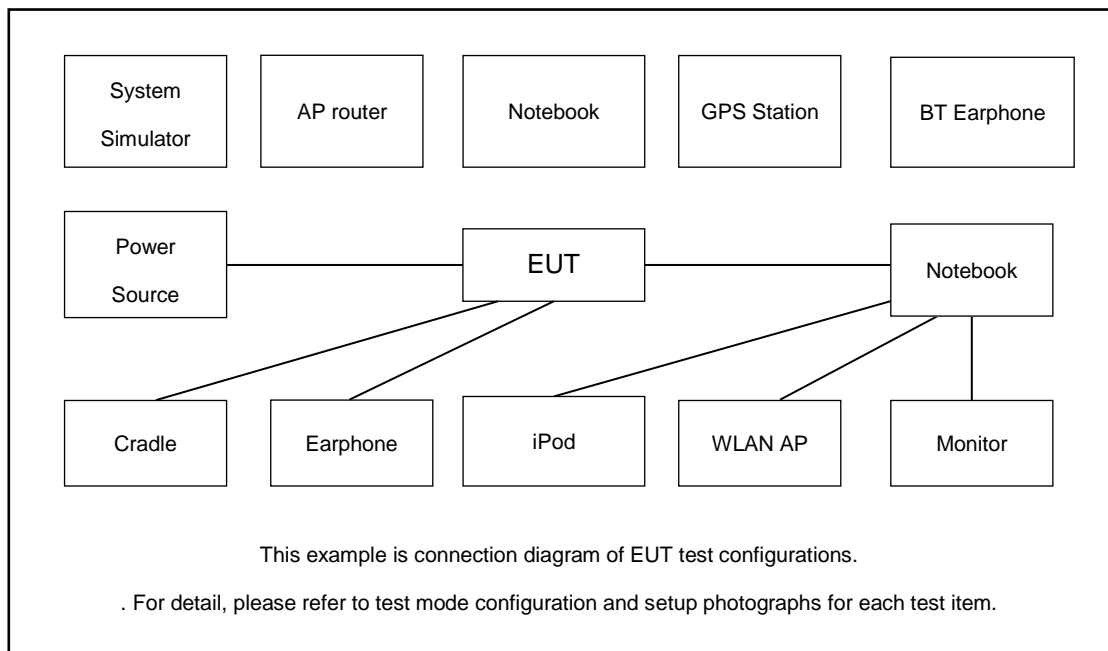 System
Simulator
AP router
Notebook
GPS Station
BT Earphone
Power
Source
EUT
Notebook
Cradle
Earphone
iPod
WLAN AP
Monitor
This example is connection diagram of EUT test configurations.
. For detail, please refer to test mode configuration and setup photographs for each test item.